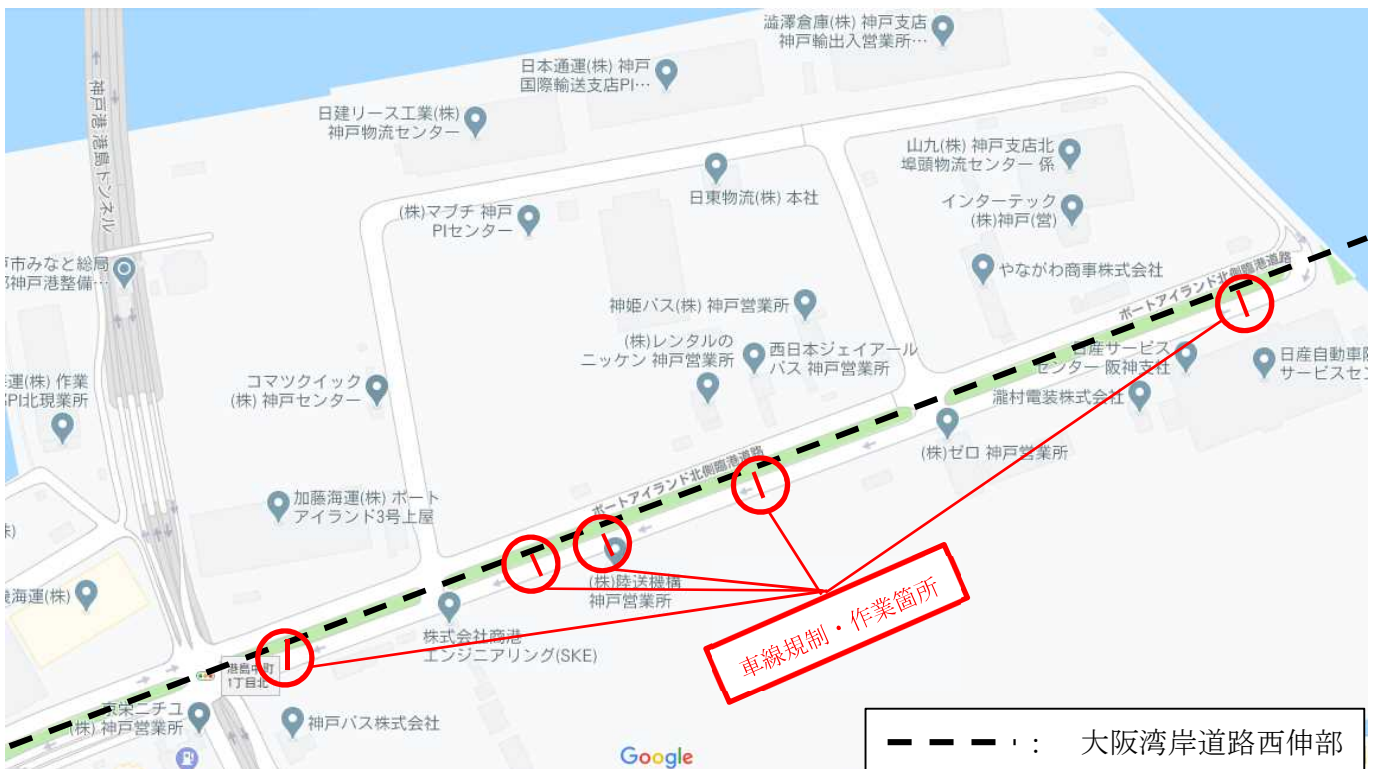 澁澤倉庫(株) 神戸支店
神戸輸出入営業所…
日本通運(株) 神戸
国際輸送支店PI…
神戸港港島トンネル
日建リース工業(株)
神戸物流センター
山九(株) 神戸支店北
埠頭物流センター 係
日東物流(株) 本社
インターテック
(株)神戸(営)
(株)マブチ 神戸
PIセンター
戸市みなと総局
神戸港整備…
やながわ商事株式会社
ポートアイランド北側臨港道路
神姫バス(株) 神戸営業所
(株)レンタルの
ニッケン 神戸営業所
西日本ジェイアール
バス 神戸営業所
日産サービス
センター 阪神支社
日産自動車
サービスセ
運(株) 作業
PI北現業所
コマツクイック
(株) 神戸センター
瀧村電装株式会社
(株)ゼロ 神戸営業所
ポートアイランド北側臨港道路
加藤海運(株) ポート
アイランド3号上屋
株)
(株)陸送機構
神戸営業所
海運(株)
車線規制・作業箇所
株式会社商港
エンジニアリング(SKE)
港島中町
1丁目北
東栄ニチユ
(株) 神戸営業所
神戸バス株式会社
Google
: 大阪湾岸道路西伸部